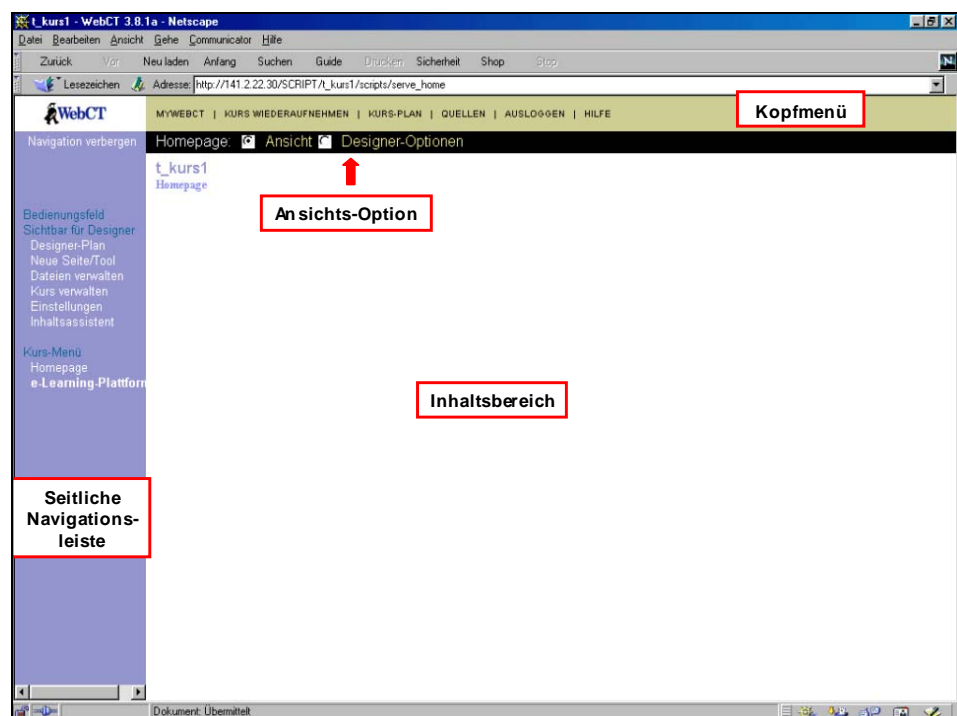 t_kurs1 - WebCT 3.8.1a - Netscape
Datei Bearbeiten Ansicht Gehe Communicator Hilfe
Zurück Vor Neu laden Anfang Suchen Guide Drucken Sicherheit Shop Stop
Lesezeichen Adresse: http://141.2.22.30/SCRIPT/t_kurs1/scripts/serve_home
WebCT
MYWEBCT | KURS WIEDERAUFNEHMEN | KURS-PLAN | QUELLEN | AUSLOGGEN | HILFE
Kopfmenü
Navigation verbergen
Homepage: Ansicht Designer-Optionen
t_kurs1
Homepage
Ansichts-Option
Bedienungsfeld
Sichtbar für Designer
Designer-Plan
Neue Seite/Tool
Dateien verwalten
Kurs verwalten
Einstellungen
Inhaltsassistent
Kurs-Menü
Homepage
e-Learning-Plattform
Inhaltsbereich
Seitliche
Navigations-
leiste
Dokument: Übermittelt